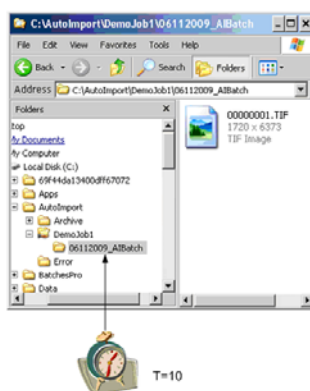 C:\AutoImport\DemoJob1\06112009_AIBatch
File Edit View Favorites Tools Help
Back Search Folders
Address C:\AutoImport\DemoJob1\06112009_AIBatch
Folders x
top
My Documents
My Computer
Local Disk (C:)
69f44da13400dff67072
Apps
AutoImport
Archive
DemoJob1
06112009_AIBatch
Error
BatchesPro
Data
00000001.TIF
1720 x 6373
TIF Image
T=10